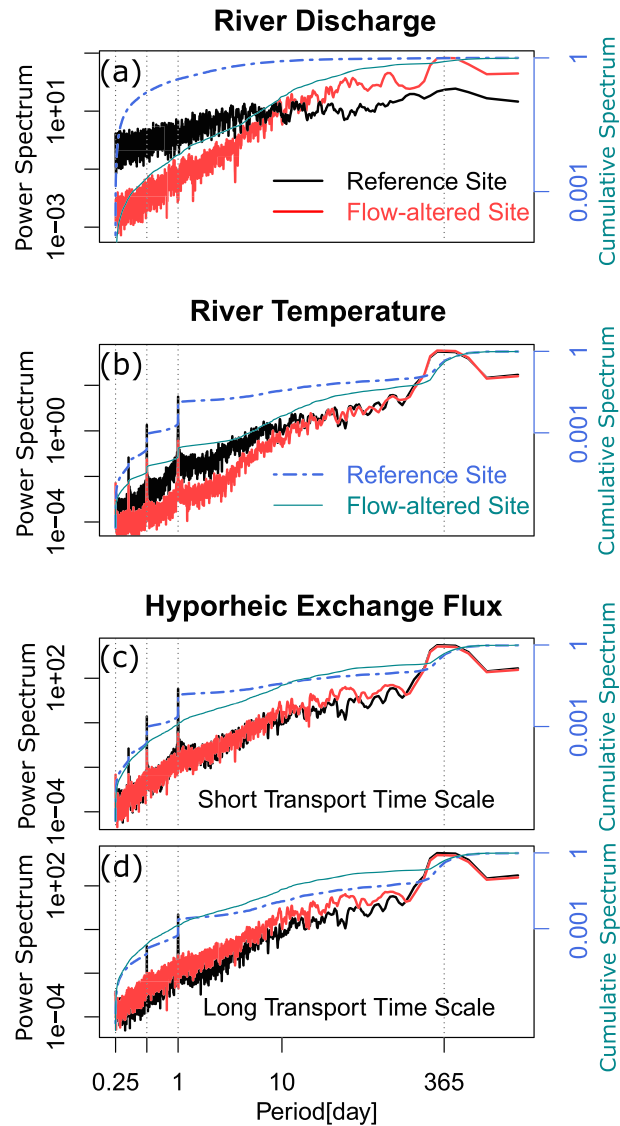 River Discharge
(a)
Power Spectrum
1e+01
1e−03
Reference Site
Flow-altered Site
1
0.001
Cumulative Spectrum
River Temperature
(b)
Power Spectrum
1e+00
1e−04
Reference Site
Flow-altered Site
1
0.001
Cumulative Spectrum
Hyporheic Exchange Flux
(c)
Power Spectrum
1e+02
1e−04
Short Transport Time Scale
1
0.001
Cumulative Spectrum
(d)
Power Spectrum
1e+02
1e−04
Long Transport Time Scale
1
0.001
Cumulative Spectrum
0.25 1 10 365
Period[day]